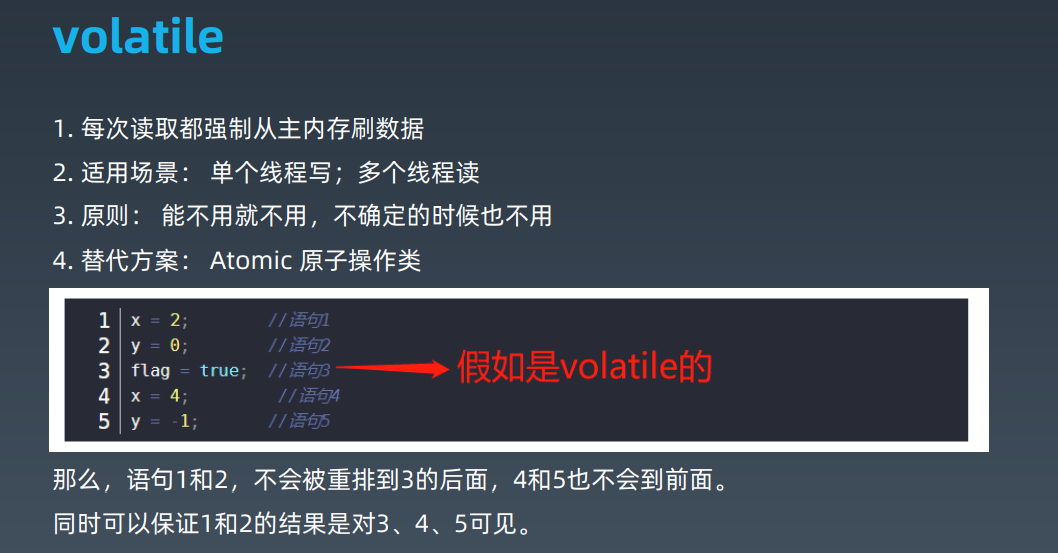 volatile
1. 每次读取都强制从主内存刷数据
2. 适用场景： 单个线程写；多个线程读
3. 原则： 能不用就不用，不确定的时候也不用
4. 替代方案： Atomic 原子操作类
1 x = 2; //语句1
2 y = 0; //语句2
3 flag = true; //语句3 假如是volatile的
4 x = 4; //语句4
5 y = -1; //语句5
那么，语句1和2，不会被重排到3的后面，4和5也不会到前面。
同时可以保证1和2的结果是对3、4、5可见。